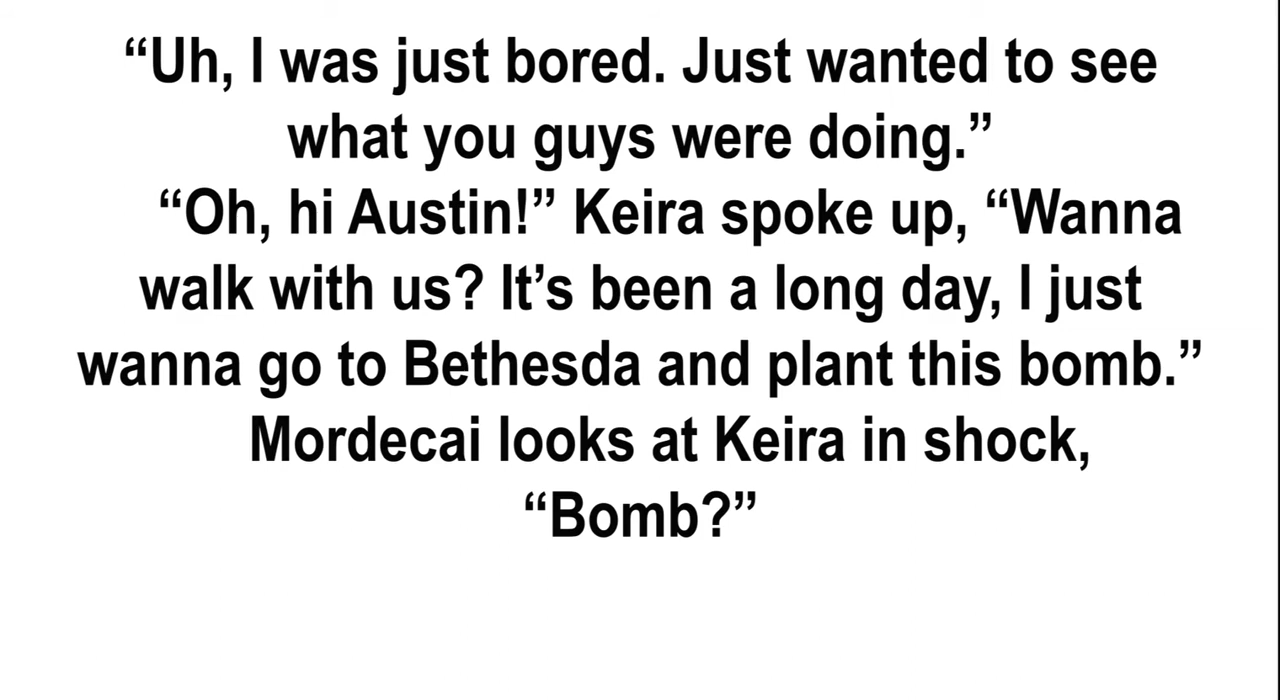 “Uh, I was just bored. Just wanted to see
what you guys were doing.”
“Oh, hi Austin!” Keira spoke up, “Wanna
walk with us? It’s been a long day, I just
wanna go to Bethesda and plant this bomb.”
Mordecai looks at Keira in shock,
“Bomb?”